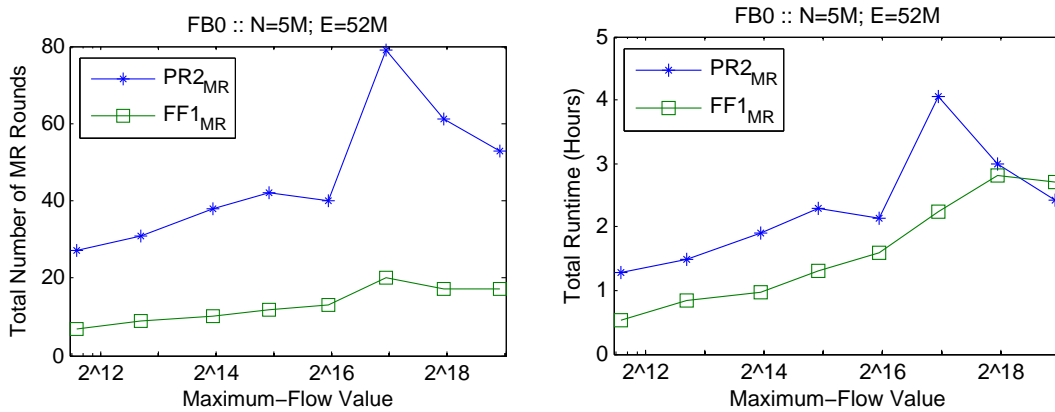 FB0 :: N=5M; E=52M
Total Number of MR Rounds
80
60
40
20
0
PR2MR
FF1MR
2^12
2^14
2^16
2^18
Maximum−Flow Value
FB0 :: N=5M; E=52M
Total Runtime (Hours)
5
4
3
2
1
0
PR2MR
FF1MR
2^12
2^14
2^16
2^18
Maximum−Flow Value